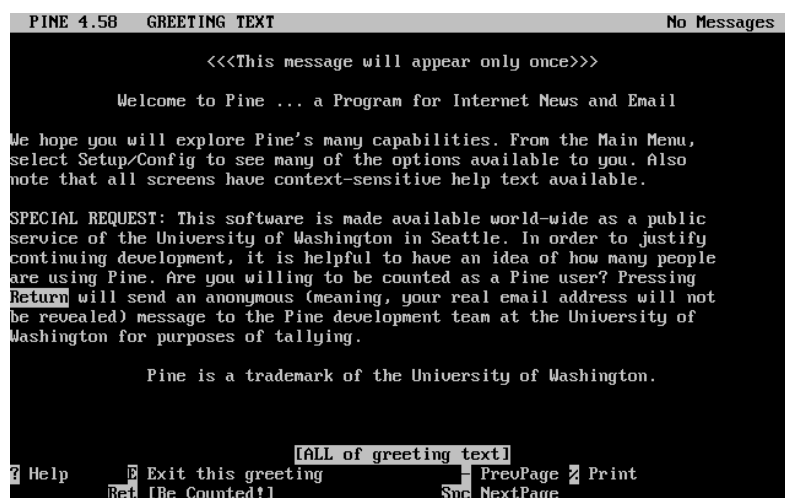 PINE 4.58   GREETING TEXT   No Messages
<<<This message will appear only once>>>
Welcome to Pine ... a Program for Internet News and Email
We hope you will explore Pine's many capabilities. From the Main Menu,
select Setup/Config to see many of the options available to you. Also
note that all screens have context-sensitive help text available.
SPECIAL REQUEST: This software is made available world-wide as a public
service of the University of Washington in Seattle. In order to justify
continuing development, it is helpful to have an idea of how many people
are using Pine. Are you willing to be counted as a Pine user? Pressing
Return will send an anonymous (meaning, your real email address will not
be revealed) message to the Pine development team at the University of
Washington for purposes of tallying.
Pine is a trademark of the University of Washington.
[ALL of greeting text]
? Help   E Exit this greeting   - PrevPage % Print
Ret [Be Counted!]   Spc NextPage